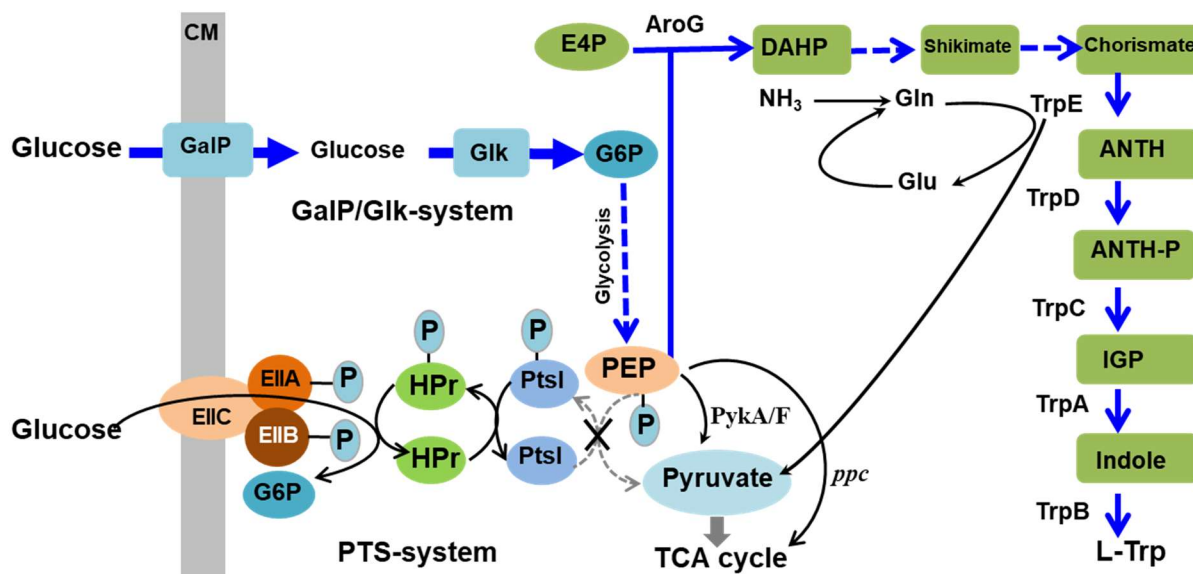 CM
E4P
AroG
DAHP
Shikimate
Chorismate
NH3
Gln
TrpE
Glucose
GalP
Glucose
Glk
G6P
ANTH
Glu
GalP/Glk-system
TrpD
ANTH-P
Glycolysis
TrpC
P
P
PEP
IGP
EIIA
P
HPr
PtsI
P
PykA/F
TrpA
EIIC
Glucose
EIIB
P
HPr
PtsI
Pyruvate
ppc
Indole
G6P
TrpB
PTS-system
TCA cycle
L-Trp